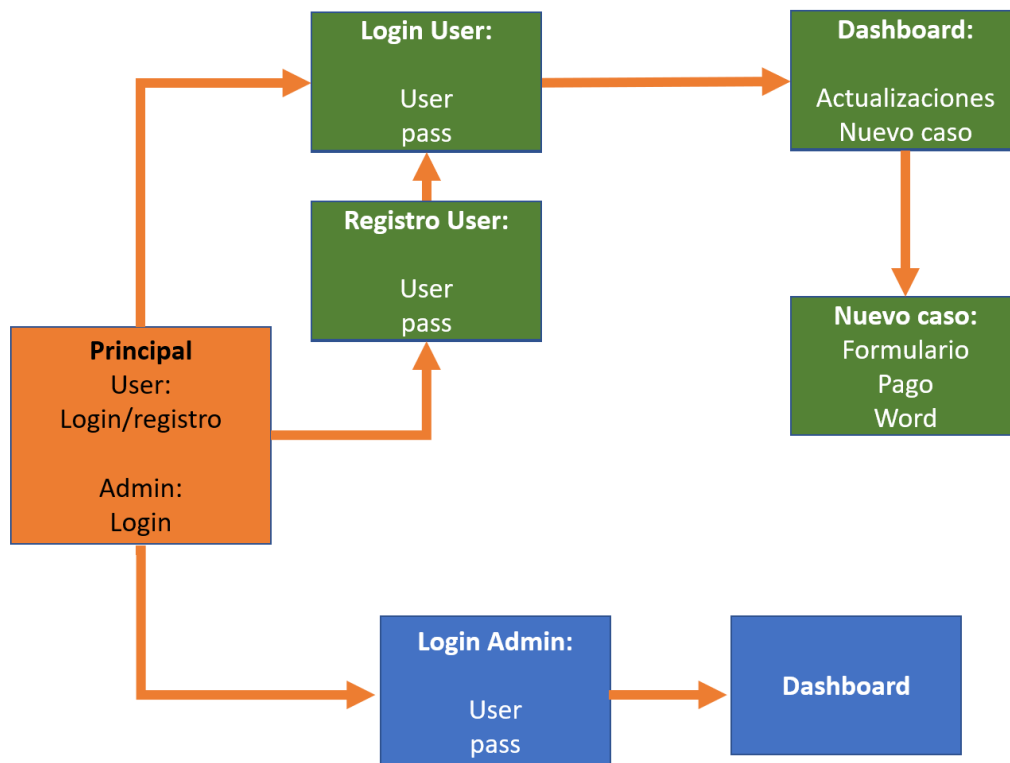 Login User:
User
pass
Dashboard:
Actualizaciones
Nuevo caso
Registro User:
User
pass
Nuevo caso:
Formulario
Pago
Word
Principal
User:
Login/registro
Admin:
Login
Login Admin:
User
pass
Dashboard